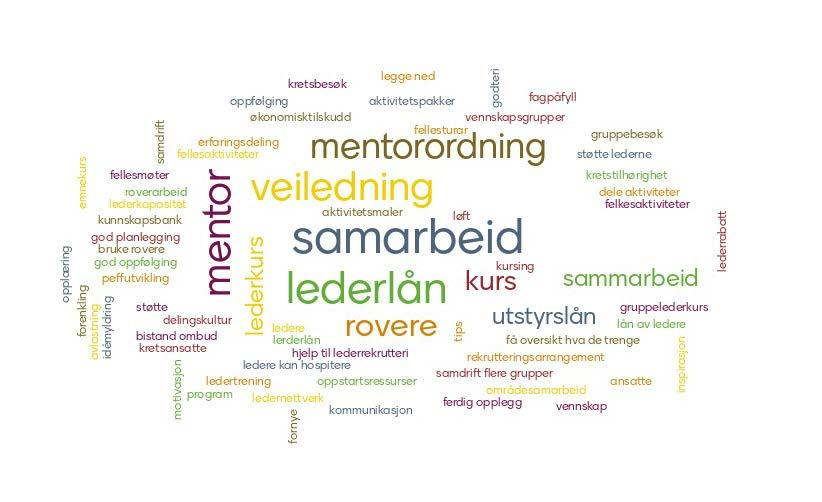 legge ned
godteri
kretsbesøk
fagpåfyll
oppfølging
aktivitetspakker
økonomisktilskudd
vennskapsgrupper
samdrift
fellesturar
gruppebesøk
erfaringsdeling
mentorordning
fellesaktiviteter
støtte lederne
emnekurs
fellesmøter
kretstilhørighet
veiledning
roverarbeid
dele aktiviteter
lederkapasitet
felkesaktiviteter
mentor
aktivitetsmaler
løft
kunnskapsbank
samarbeid
lederrabatt
god planlegging
bruke rovere
god oppfølging
opplæring
kursing
peffutvikling
lederkurs
lederlån
kurs
sammarbeid
forenkling
støtte
gruppelederkurs
avlastning
idémyldring
utstyrslån
delingskultur
rovere
lån av ledere
ledere
tips
bistand ombud
lerderlån
få oversikt hva de trenge
kretsansatte
hjelp til lederrekrutteri
rekrutteringsarrangement
inspirasjon
ledere kan hospitere
samdrift flere grupper
motivasjon
ledertrening
oppstartsressurser
ansatte
program
områdesamarbeid
ledernettverk
ferdig opplegg
vennskap
kommunikasjon
fornye